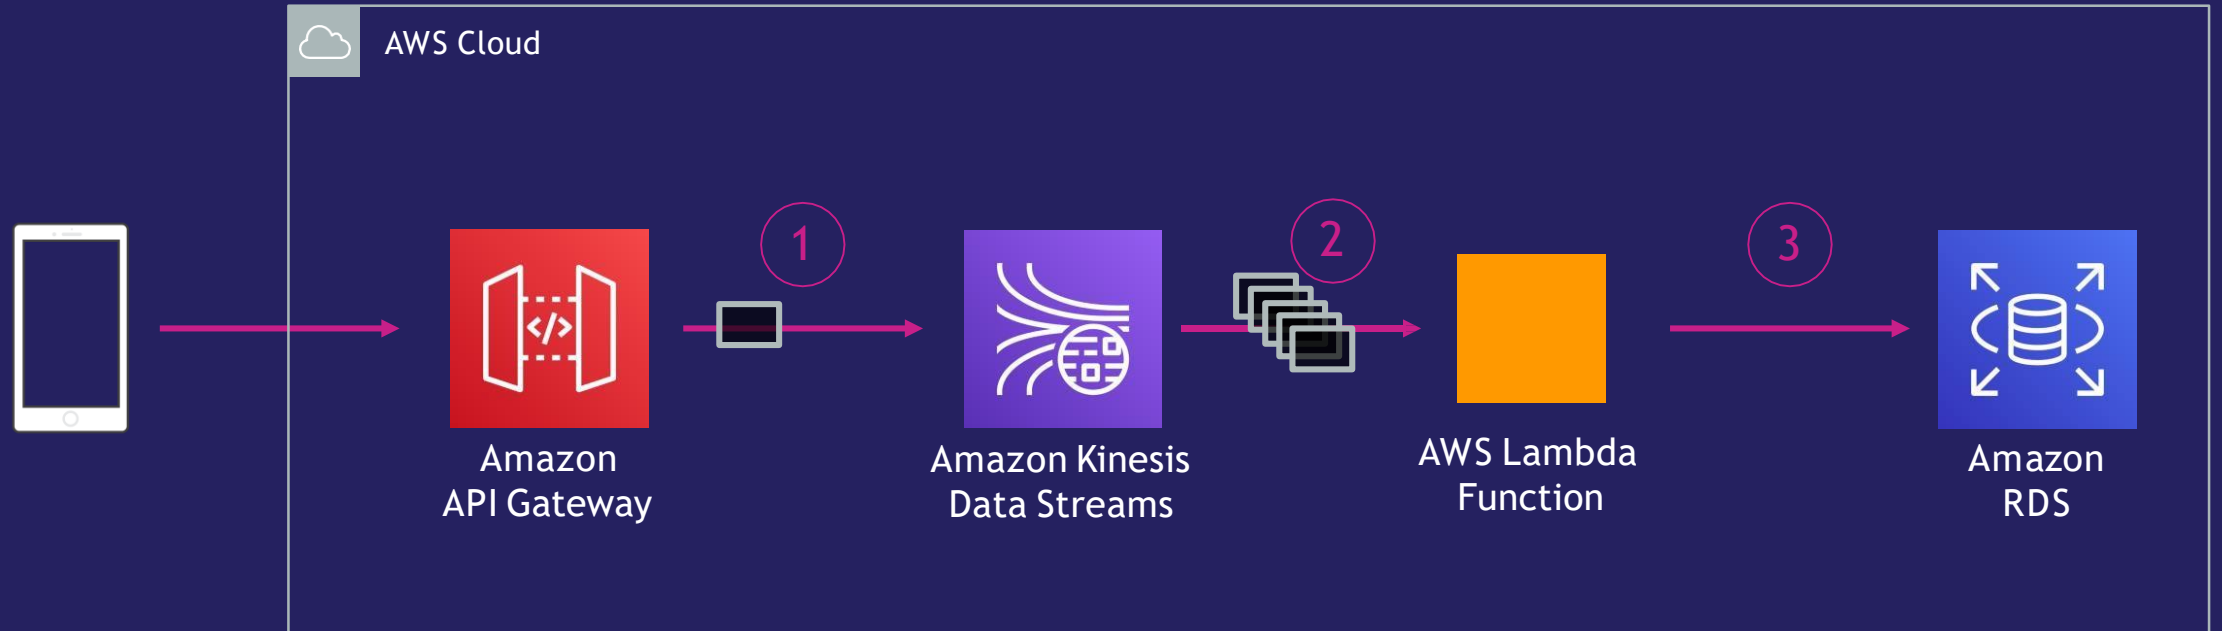 AWS Cloud
1
2
3
</>
Amazon
API Gateway
Amazon Kinesis
Data Streams
AWS Lambda
Function
Amazon
RDS